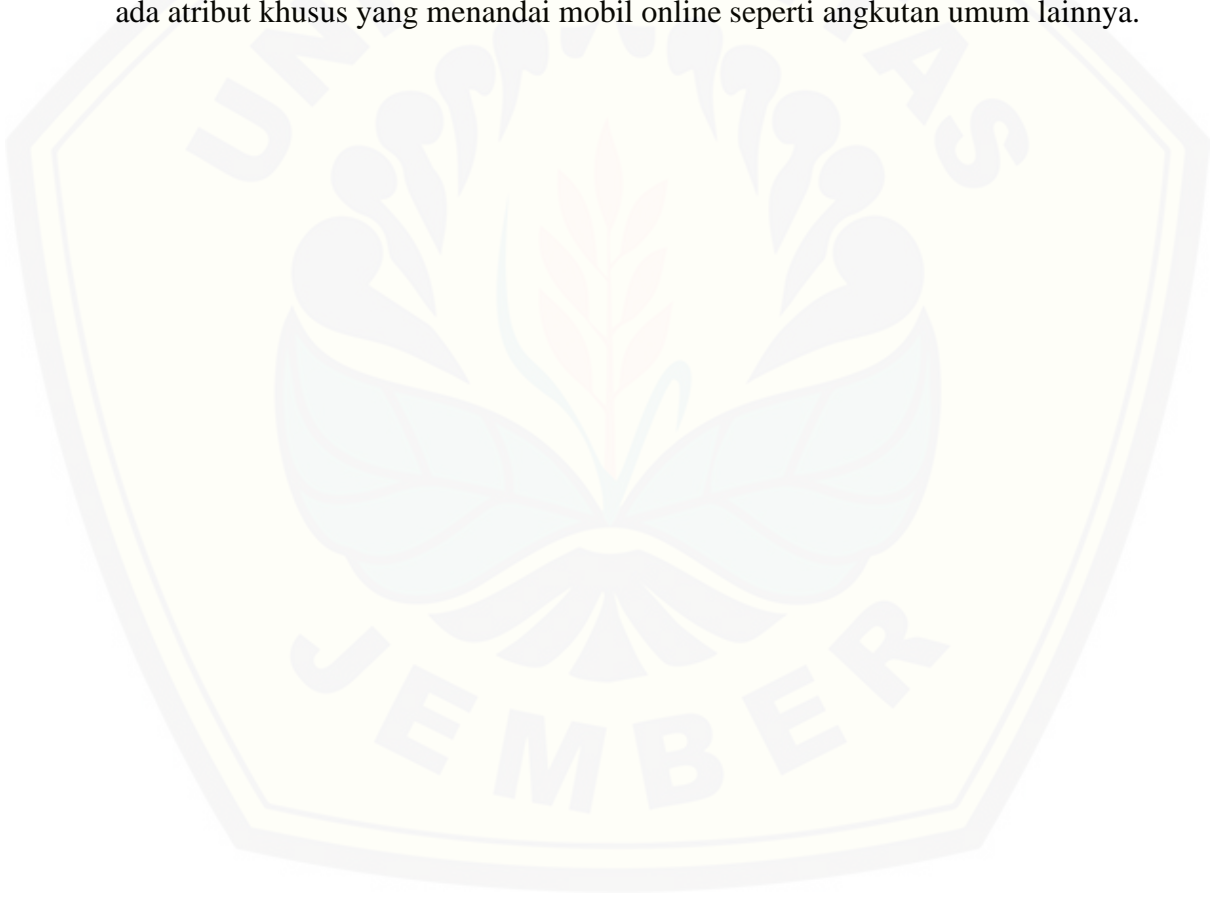 ada atribut khusus yang menandai mobil online seperti angkutan umum lainnya.
UNIVERSITAS
JEMBER